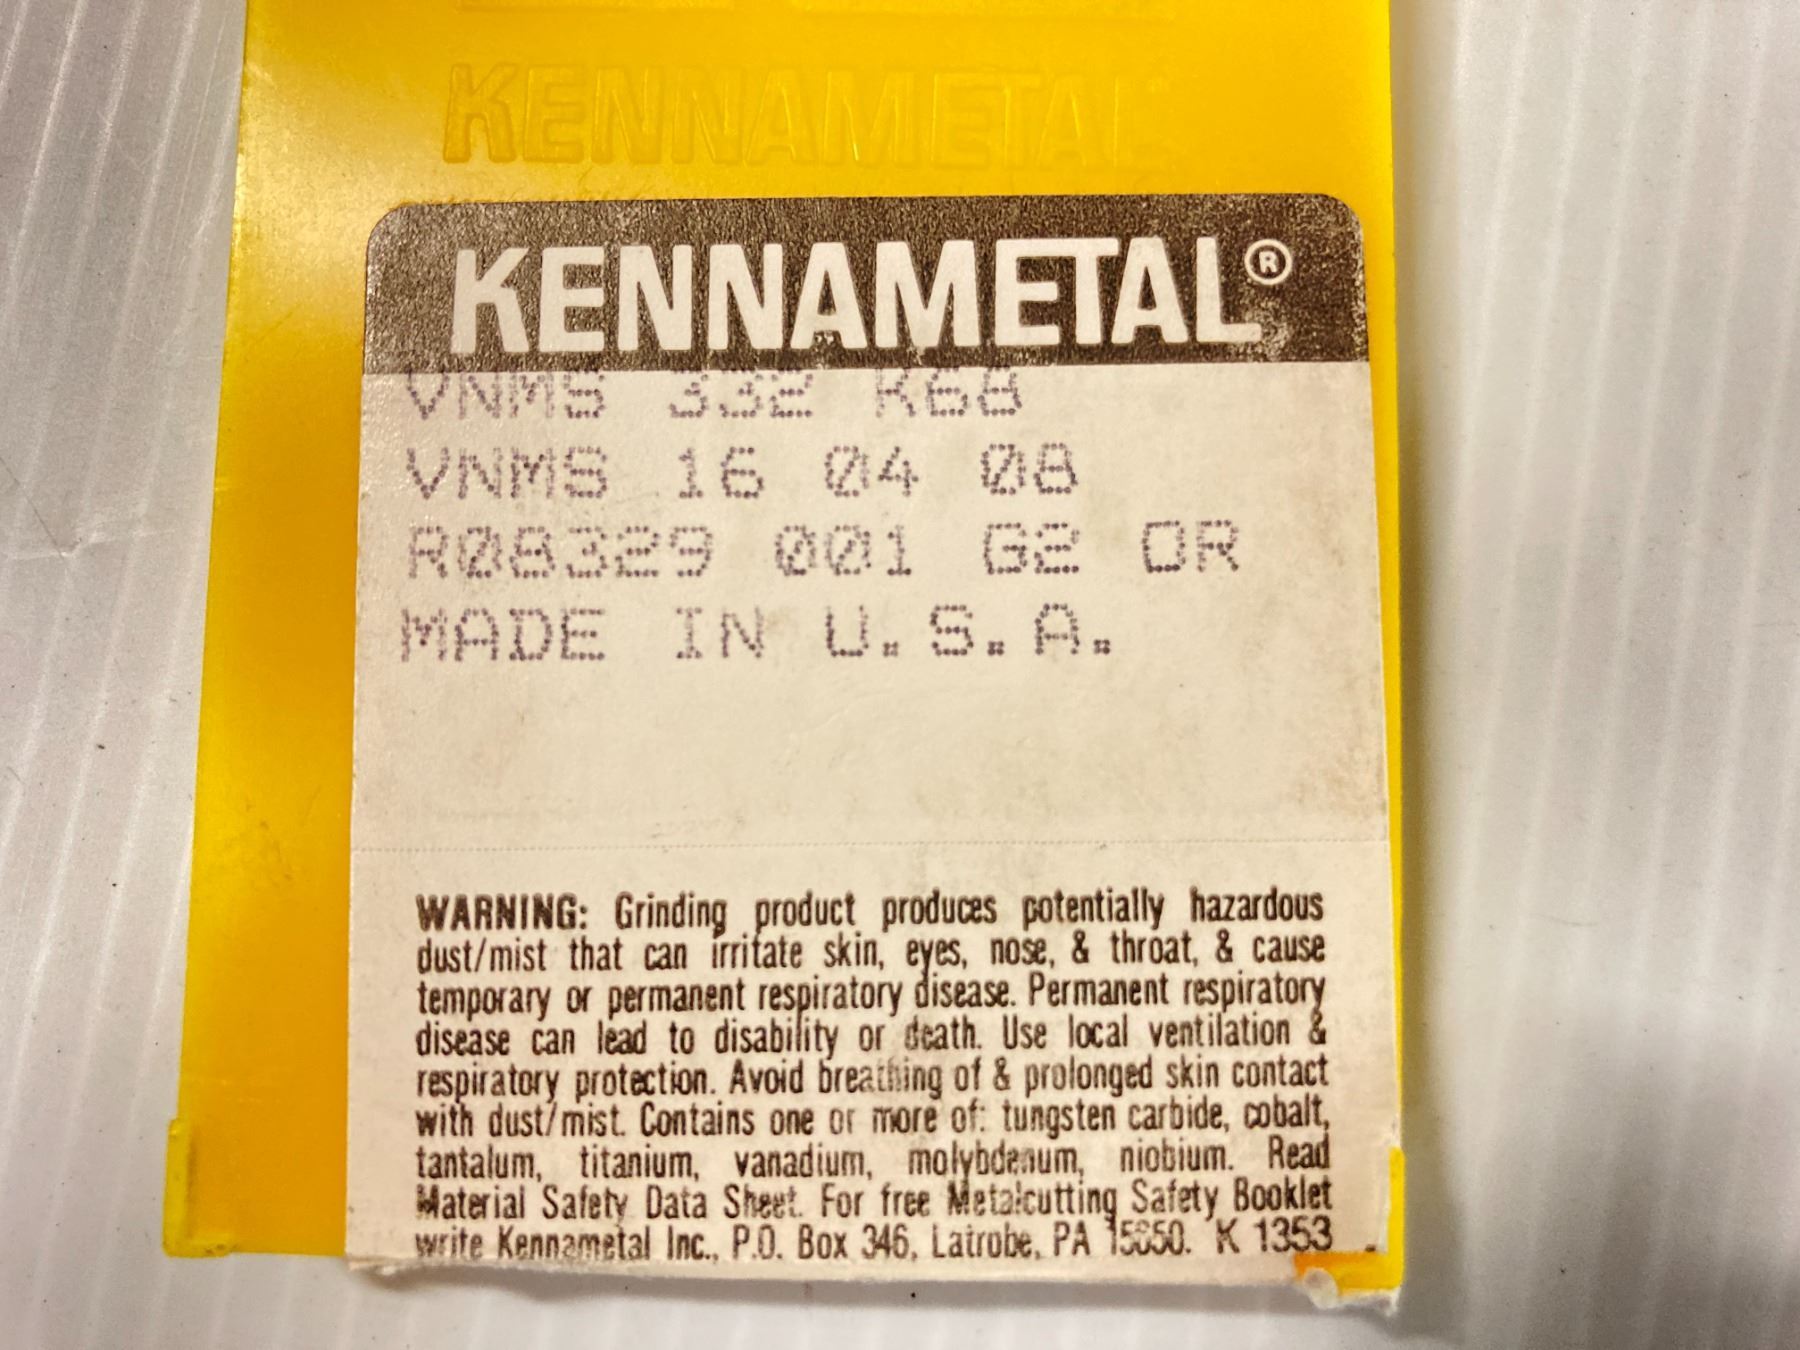 KENNAMETAL
KENNAMETAL®
VNMS 332 K68
VNMS 16 04 08
R08329 001 G2 OR
MADE IN U.S.A.
WARNING: Grinding product produces potentially hazardous
dust/mist that can irritate skin, eyes, nose, & throat, & cause
temporary or permanent respiratory disease. Permanent respiratory
disease can lead to disability or death. Use local ventilation &
respiratory protection. Avoid breathing of & prolonged skin contact
with dust/mist. Contains one or more of: tungsten carbide, cobalt,
tantalum, titanium, vanadium, molybdenum, niobium. Read
Material Safety Data Sheet. For free Metalcutting Safety Booklet
write Kennametal Inc., P.O. Box 346, Latrobe, PA 15650. K 1353